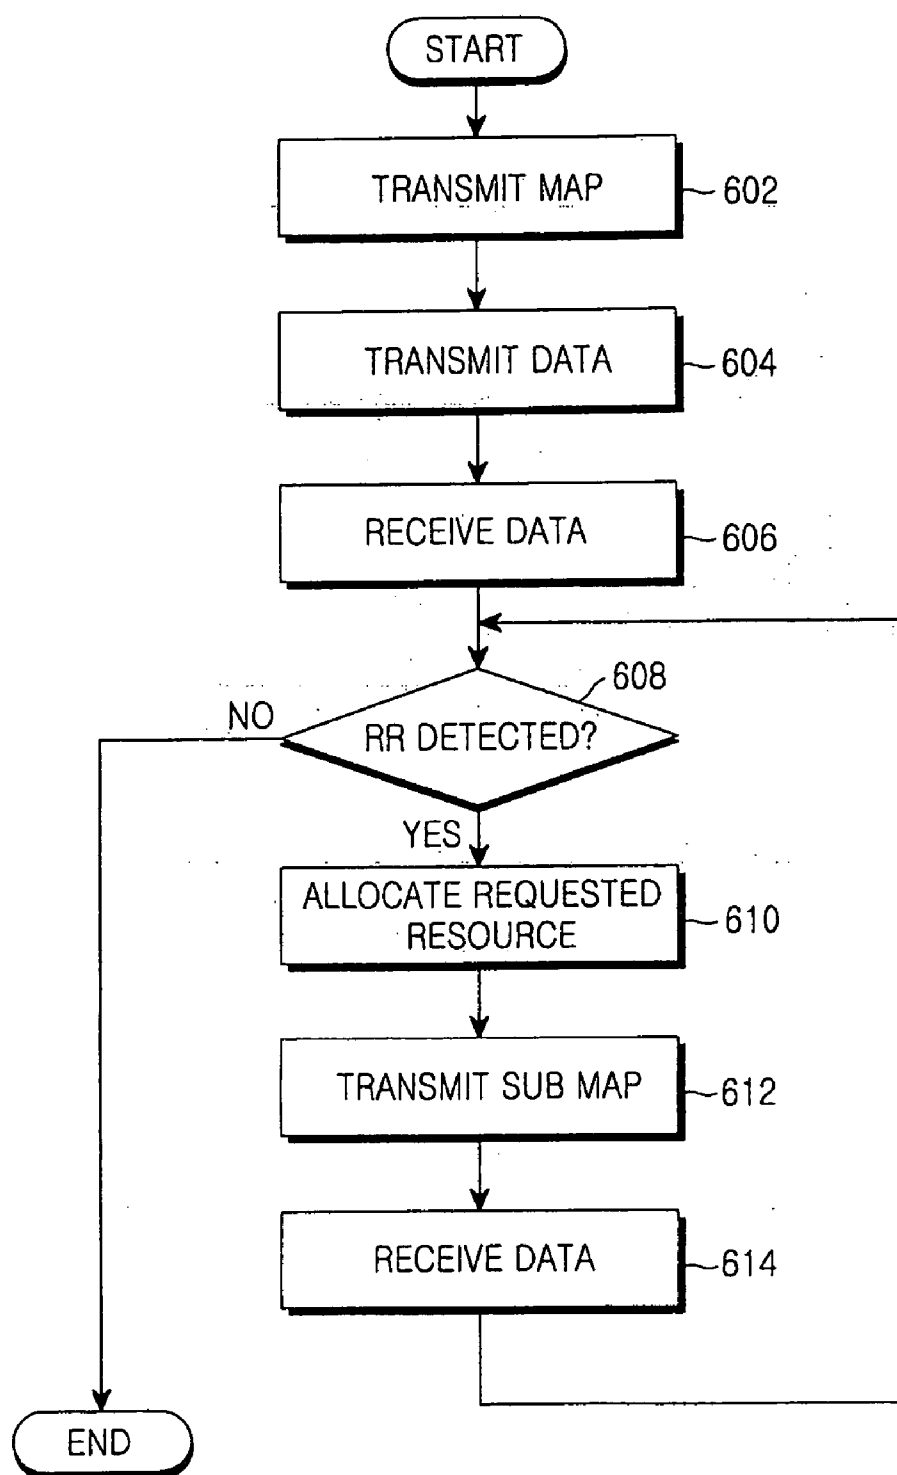 START
TRANSMIT MAP
602
TRANSMIT DATA
604
RECEIVE DATA
606
608
NO
RR DETECTED?
YES
ALLOCATE REQUESTED
RESOURCE
610
TRANSMIT SUB MAP
612
RECEIVE DATA
614
END